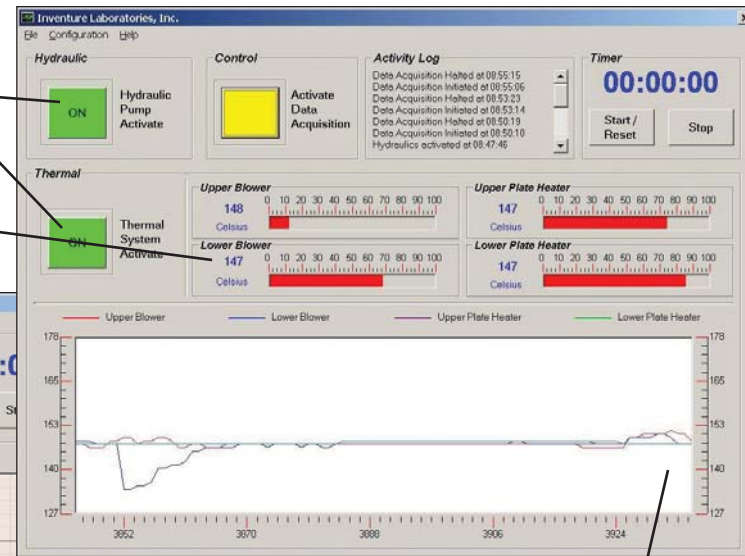 Inventure Laboratories, Inc.
File Configuration Help
Hydraulic
ON
Hydraulic
Pump
Activate
Control
Activate
Data
Acquisition
Activity Log
Data Acquisition Halted at 08:55:15
Data Acquisition Initiated at 08:55:06
Data Acquisition Halted at 08:53:23
Data Acquisition Initiated at 08:53:14
Data Acquisition Halted at 08:50:19
Data Acquisition Initiated at 08:50:10
Hydraulics activated at 08:47:46
Timer
00:00:00
Start /
Reset
Stop
Thermal
ON
Thermal
System
Activate
Upper Blower
148
Celsius
0 10 20 30 40 50 60 70 80 90 100
Lower Blower
147
Celsius
0 10 20 30 40 50 60 70 80 90 100
Upper Plate Heater
147
Celsius
0 10 20 30 40 50 60 70 80 90 100
Lower Plate Heater
147
Celsius
0 10 20 30 40 50 60 70 80 90 100
Upper Blower Lower Blower Upper Plate Heater Lower Plate Heater
178 178
165 165
153 153
140 140
127 127
3852 3870 3888 3906 3924